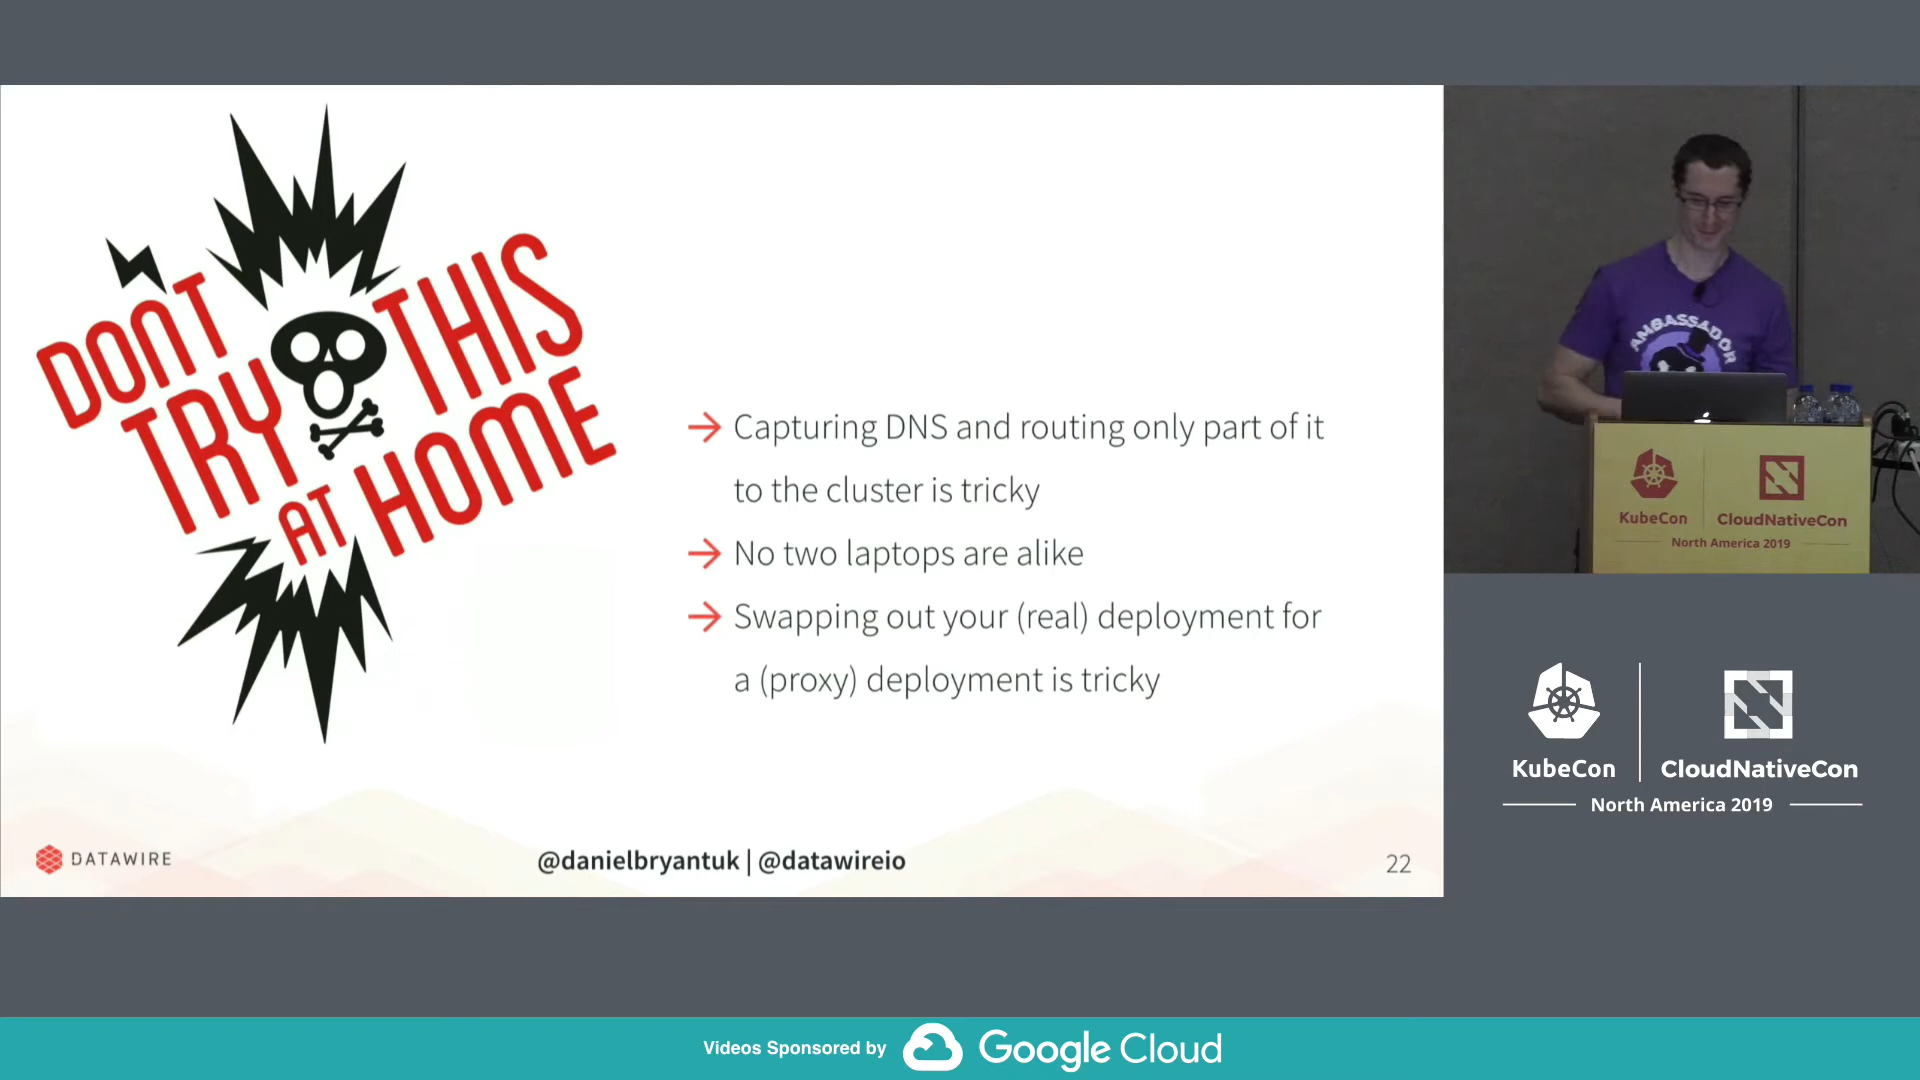 DONT
TRY THIS
AT HOME
→ Capturing DNS and routing only part of it
to the cluster is tricky
→ No two laptops are alike
→ Swapping out your (real) deployment for
a (proxy) deployment is tricky
DATAWIRE
@danielbryantuk | @datawireio
22
AMBASSADOR
KubeCon
CloudNativeCon
North America 2019
KubeCon
CloudNativeCon
North America 2019
Videos Sponsored by Google Cloud